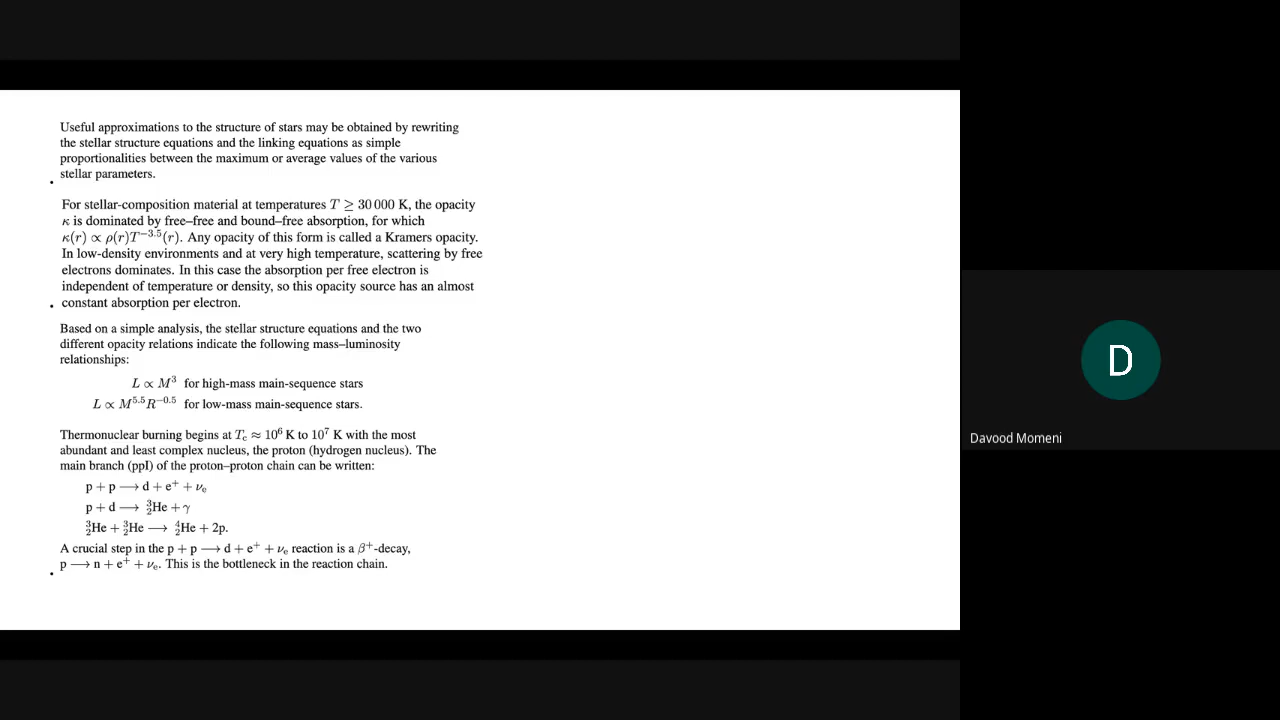 Useful approximations to the structure of stars may be obtained by rewriting
the stellar structure equations and the linking equations as simple
proportionalities between the maximum or average values of the various
stellar parameters.
For stellar-composition material at temperatures T ≥ 30 000 K, the opacity
κ is dominated by free–free and bound–free absorption, for which
κ(r) ∝ ρ(r)T⁻³·⁵(r). Any opacity of this form is called a Kramers opacity.
In low-density environments and at very high temperature, scattering by free
electrons dominates. In this case the absorption per free electron is
independent of temperature or density, so this opacity source has an almost
constant absorption per electron.
Based on a simple analysis, the stellar structure equations and the two
different opacity relations indicate the following mass–luminosity
relationships:
L ∝ M³ for high-mass main-sequence stars
L ∝ M⁵·⁵R⁻⁰·⁵ for low-mass main-sequence stars.
Thermonuclear burning begins at T_c ≈ 10⁶ K to 10⁷ K with the most
abundant and least complex nucleus, the proton (hydrogen nucleus). The
main branch (ppI) of the proton–proton chain can be written:
p + p ⟶ d + e⁺ + νₑ
p + d ⟶ ³₂He + γ
³₂He + ³₂He ⟶ ⁴₂He + 2p.
A crucial step in the p + p ⟶ d + e⁺ + νₑ reaction is a β⁺-decay,
p ⟶ n + e⁺ + νₑ. This is the bottleneck in the reaction chain.
D
Davood Momeni